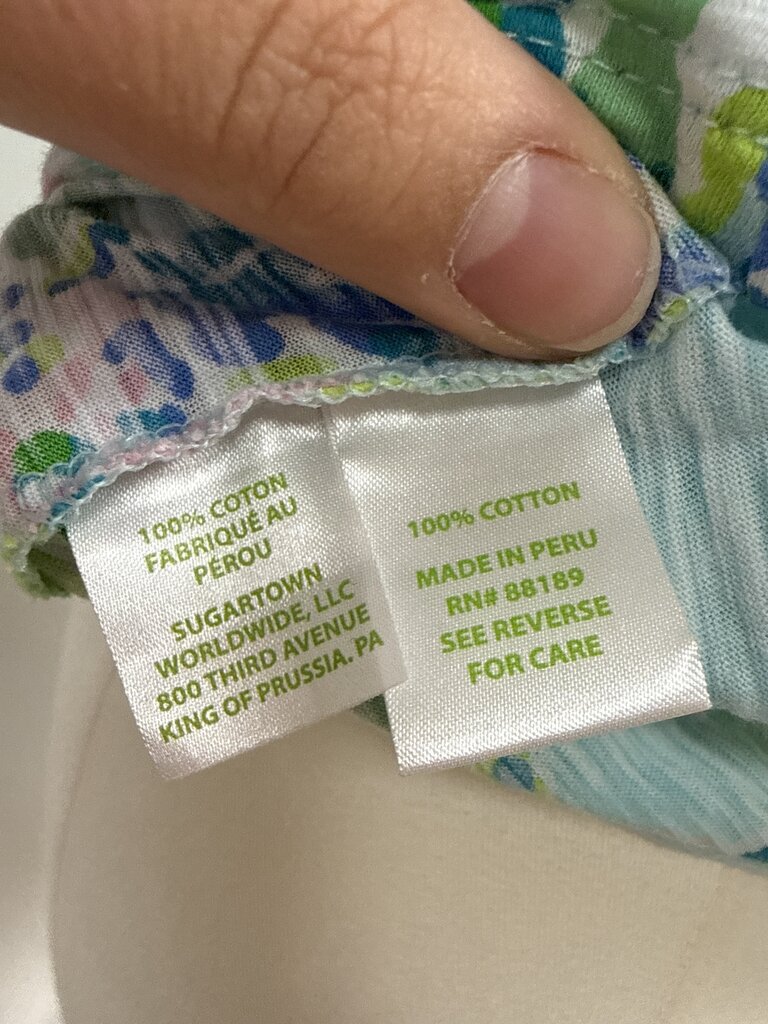 100% COTON
FABRIQUÉ AU
PÉROU
SUGARTOWN
WORLDWIDE, LLC
800 THIRD AVENUE
KING OF PRUSSIA. PA
100% COTTON
MADE IN PERU
RN# 88189
SEE REVERSE
FOR CARE